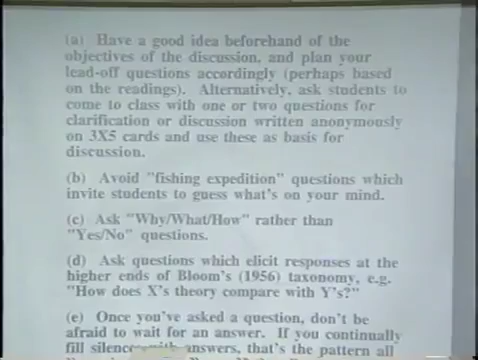 (a) Have a good idea beforehand of the
objectives of the discussion, and plan your
lead-off questions accordingly (perhaps based
on the readings). Alternatively, ask students to
come to class with one or two questions for
clarification or discussion written anonymously
on 3X5 cards and use these as basis for
discussion.
(b) Avoid "fishing expedition" questions which
invite students to guess what's on your mind.
(c) Ask "Why/What/How" rather than
"Yes/No" questions.
(d) Ask questions which elicit responses at the
higher ends of Bloom's (1956) taxonomy, e.g.
"How does X's theory compare with Y's?"
(e) Once you've asked a question, don't be
afraid to wait for an answer. If you continually
fill silences with answers, that's the pattern all